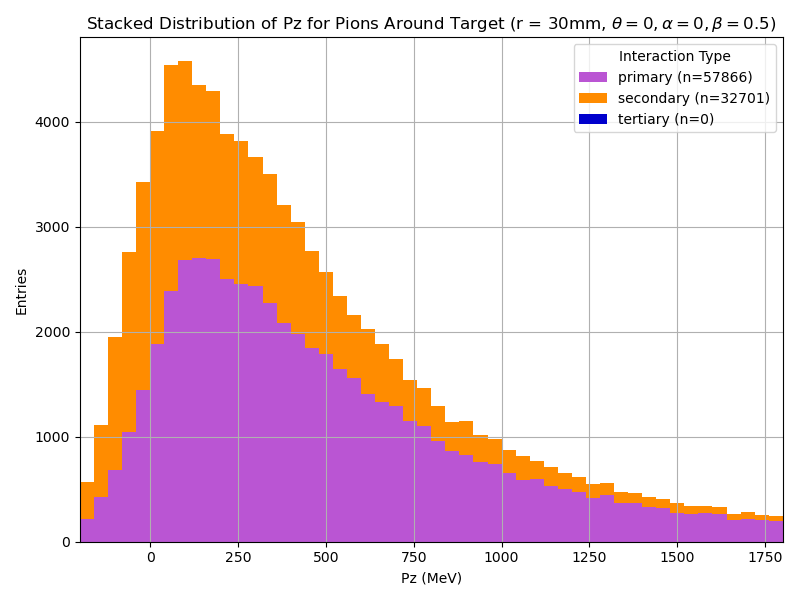 Stacked Distribution of Pz for Pions Around Target (r = 30mm, θ = 0, α = 0, β = 0.5)
Interaction Type
primary (n=57866)
secondary (n=32701)
tertiary (n=0)
4000
3000
2000
1000
0
Entries
0 250 500 750 1000 1250 1500 1750
Pz (MeV)